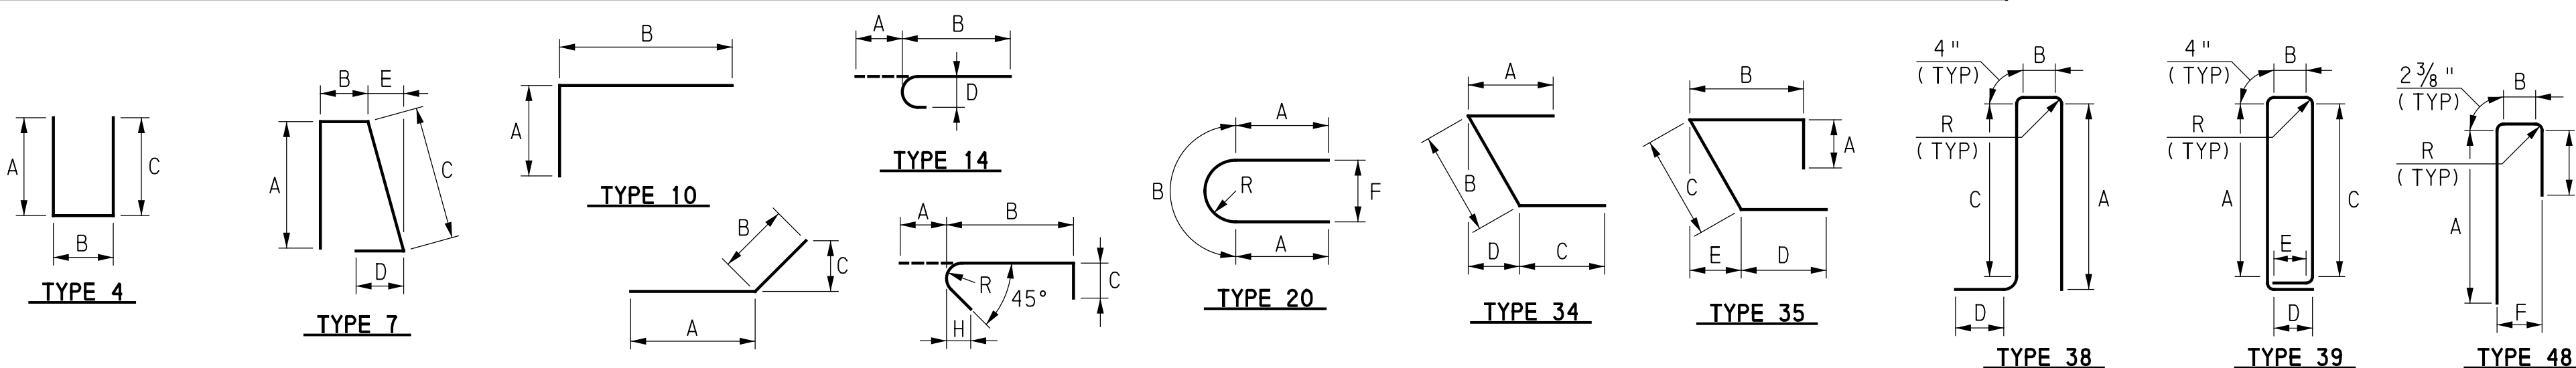 A
C
B
TYPE 4
B E
A
C
D
TYPE 7
B
A
TYPE 10
B
C
A
A B
D
TYPE 14
A B
R
C
45°
H
A
B
R
F
A
TYPE 20
A
B
D C
TYPE 34
B
A
C
E D
TYPE 35
4"
(TYP)
B
R
(TYP)
C
A
D
TYPE 38
4"
(TYP)
B
R
(TYP)
A
C
E
D
TYPE 39
2 3/8"
(TYP)
B
R
(TYP)
A
F
TYPE 48